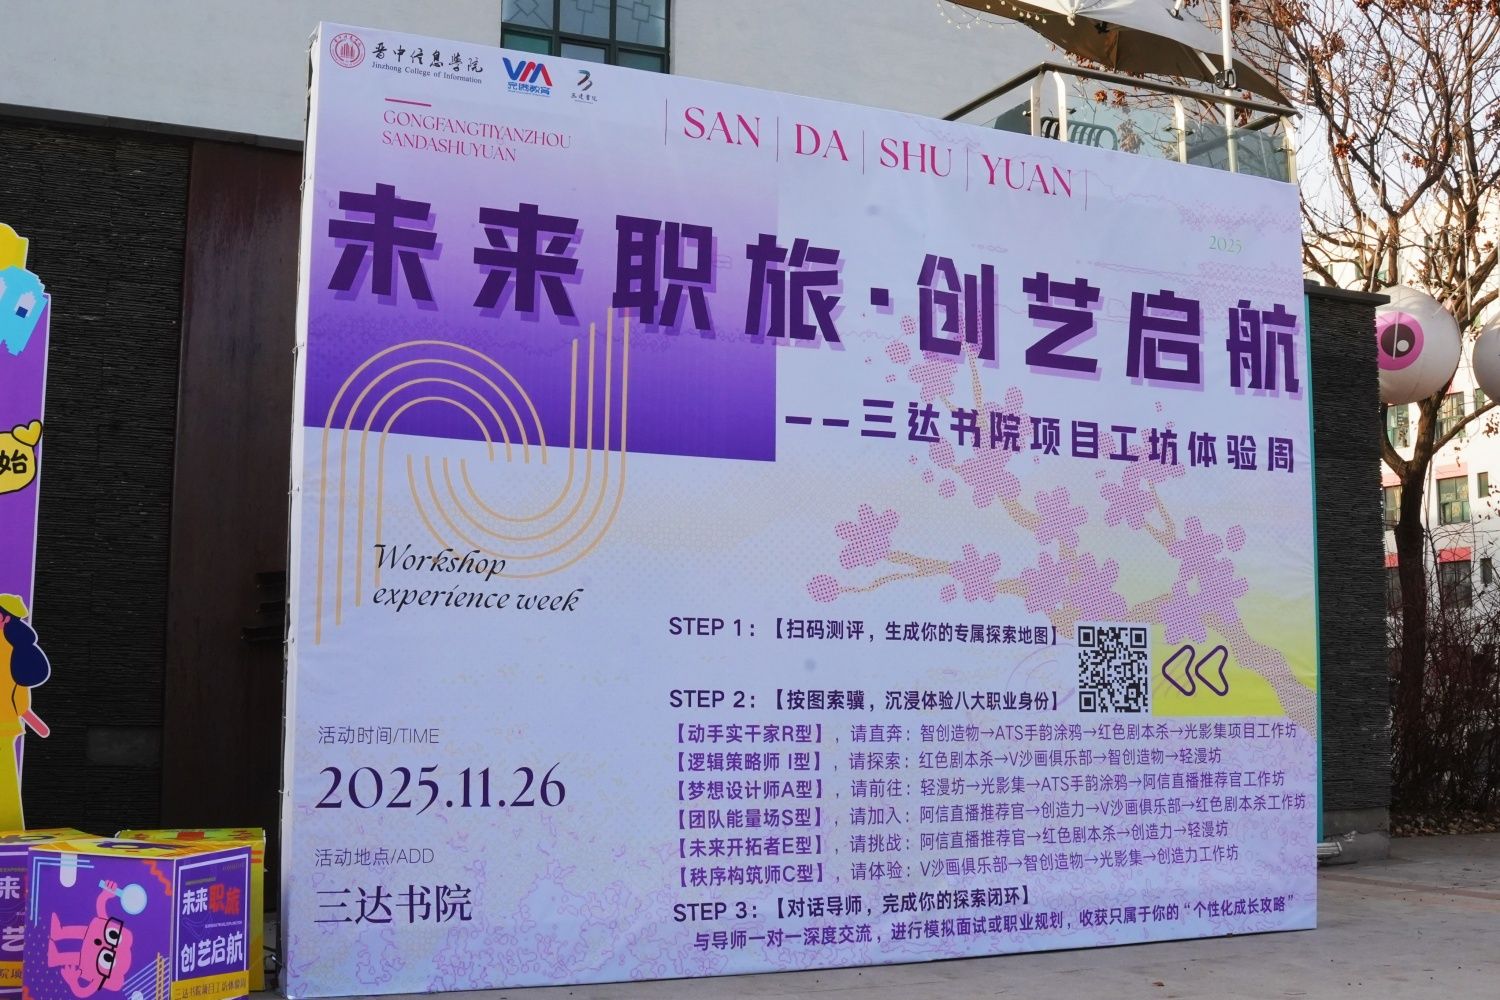 晋中信息学院
Jinzhong College of Information
VM
三达书院
GONGFANGTIYANZHOU
SANDASHUYUAN
SAN DA SHU YUAN
2025
未来职旅·创艺启航
——三达书院项目工坊体验周
Workshop
experience week
STEP 1：【扫码测评，生成你的专属探索地图】
STEP 2：【按图索骥，沉浸体验八大职业身份】
【动手实干家R型】，请直奔：智创造物→ATS手韵涂鸦→红色剧本杀→光影集项目工作坊
【逻辑策略师 I型】，请探索：红色剧本杀→V沙画俱乐部→智创造物→轻漫坊
【梦想设计师A型】，请前往：轻漫坊→光影集→ATS手韵涂鸦→阿信直播推荐官工作坊
【团队能量场S型】，请加入：阿信直播推荐官→创造力→V沙画俱乐部→红色剧本杀工作坊
【未来开拓者E型】，请挑战：阿信直播推荐官→红色剧本杀→创造力→轻漫坊
【秩序构筑师C型】，请体验：V沙画俱乐部→智创造物→光影集→创造力工作坊
STEP 3：【对话导师，完成你的探索闭环】
与导师一对一深度交流，进行模拟面试或职业规划，收获只属于你的“个性化成长攻略”
活动时间/TIME
2025.11.26
活动地点/ADD
三达书院
始
未来职旅
创艺启航
三达书院项目工坊体验周